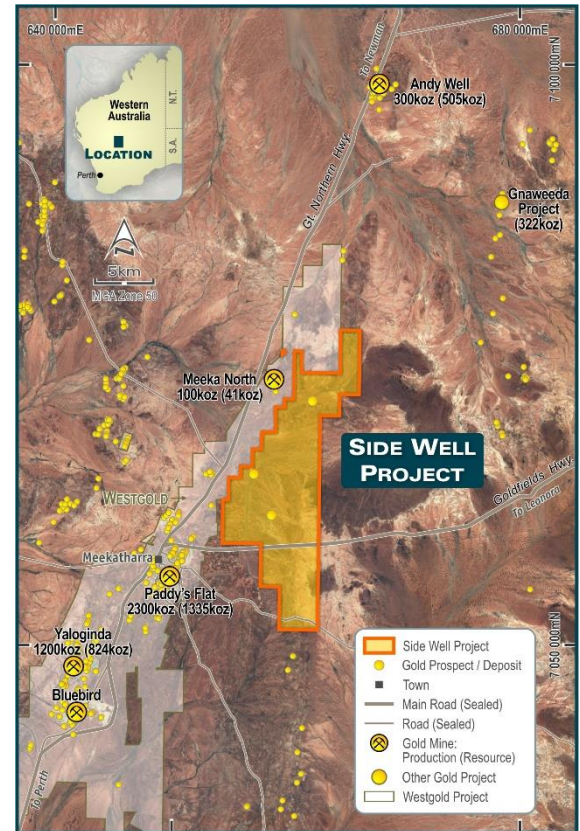 640 000mE
680 000mE
To Newman
7 100 000mN
Andy Well
300koz (505koz)
Western
Australia
N.T.
S.A.
LOCATION
Perth
Gt. Northern Hwy.
Gnaweeda
Project
(322koz)
N
5km
MGA Zone 50
Meeka North
100koz (41koz)
SIDE WELL
PROJECT
WESTGOLD
Goldfields Hwy.
To Leonora
Meekatharra
Paddy's Flat
2300koz (1335koz)
Yaloginda
1200koz (824koz)
Bluebird
7 050 000mN
To Perth
Side Well Project
Gold Prospect / Deposit
Town
Main Road (Sealed)
Road (Sealed)
Gold Mine:
Production (Resource)
Other Gold Project
Westgold Project